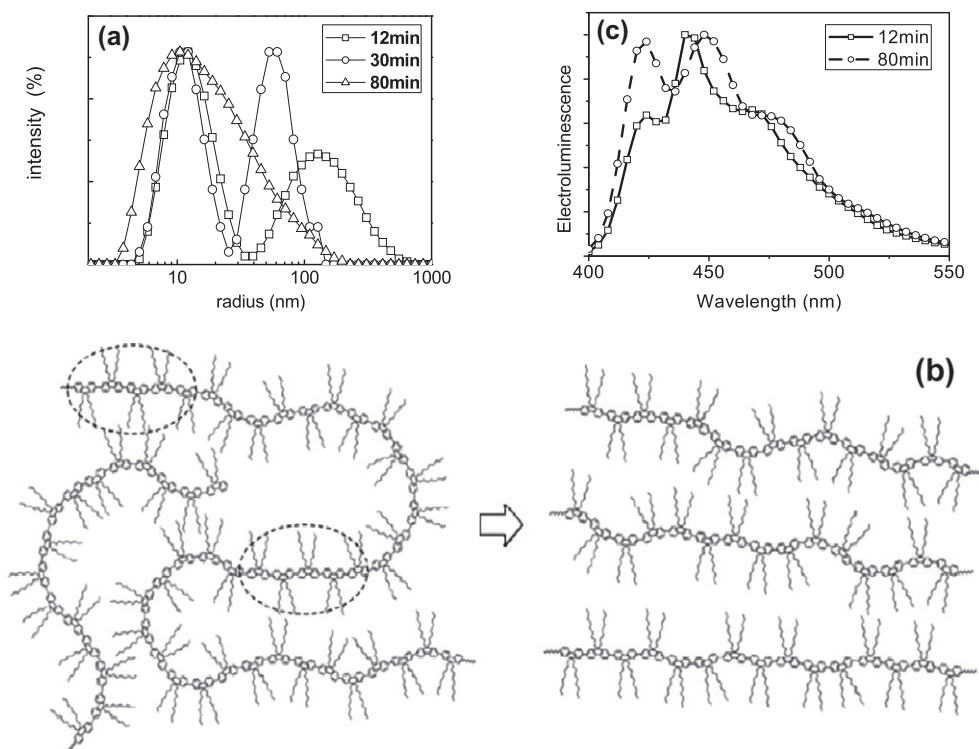 (a)
12min
30min
80min
intensity (%)
10
100
1000
radius (nm)
(c)
12min
80min
Electroluminescence
400
450
500
550
Wavelength (nm)
(b)